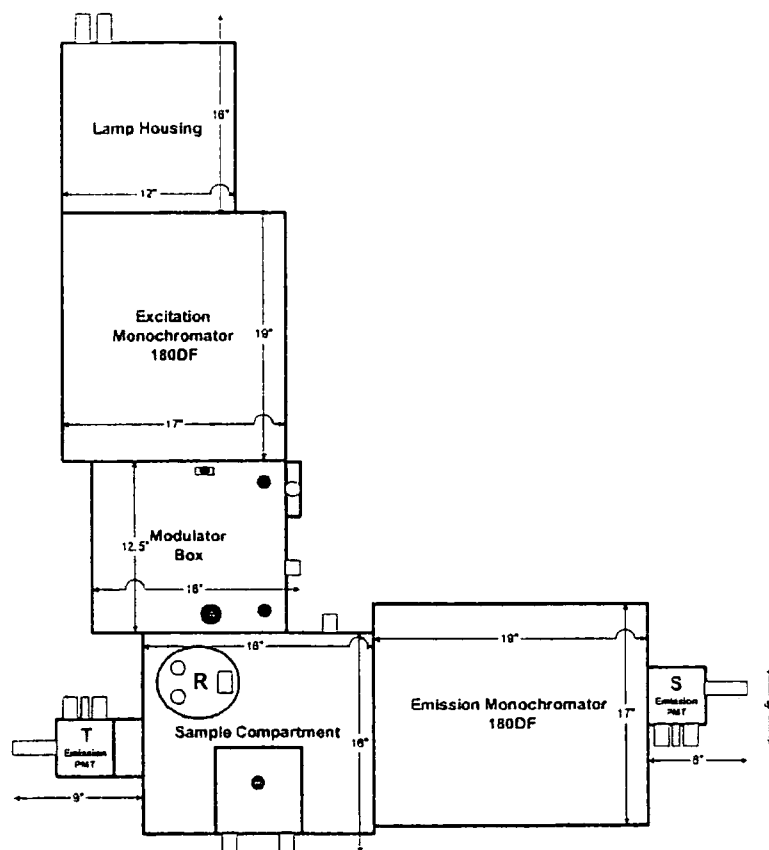 16"
Lamp Housing
12"
Excitation
Monochromator
180DF
19"
17"
Modulator
Box
12.5"
16"
18"
19"
R
Sample Compartment
16"
Emission Monochromator
180DF
17"
S
Emission
PMT
8"
T
Emission
PMT
9"